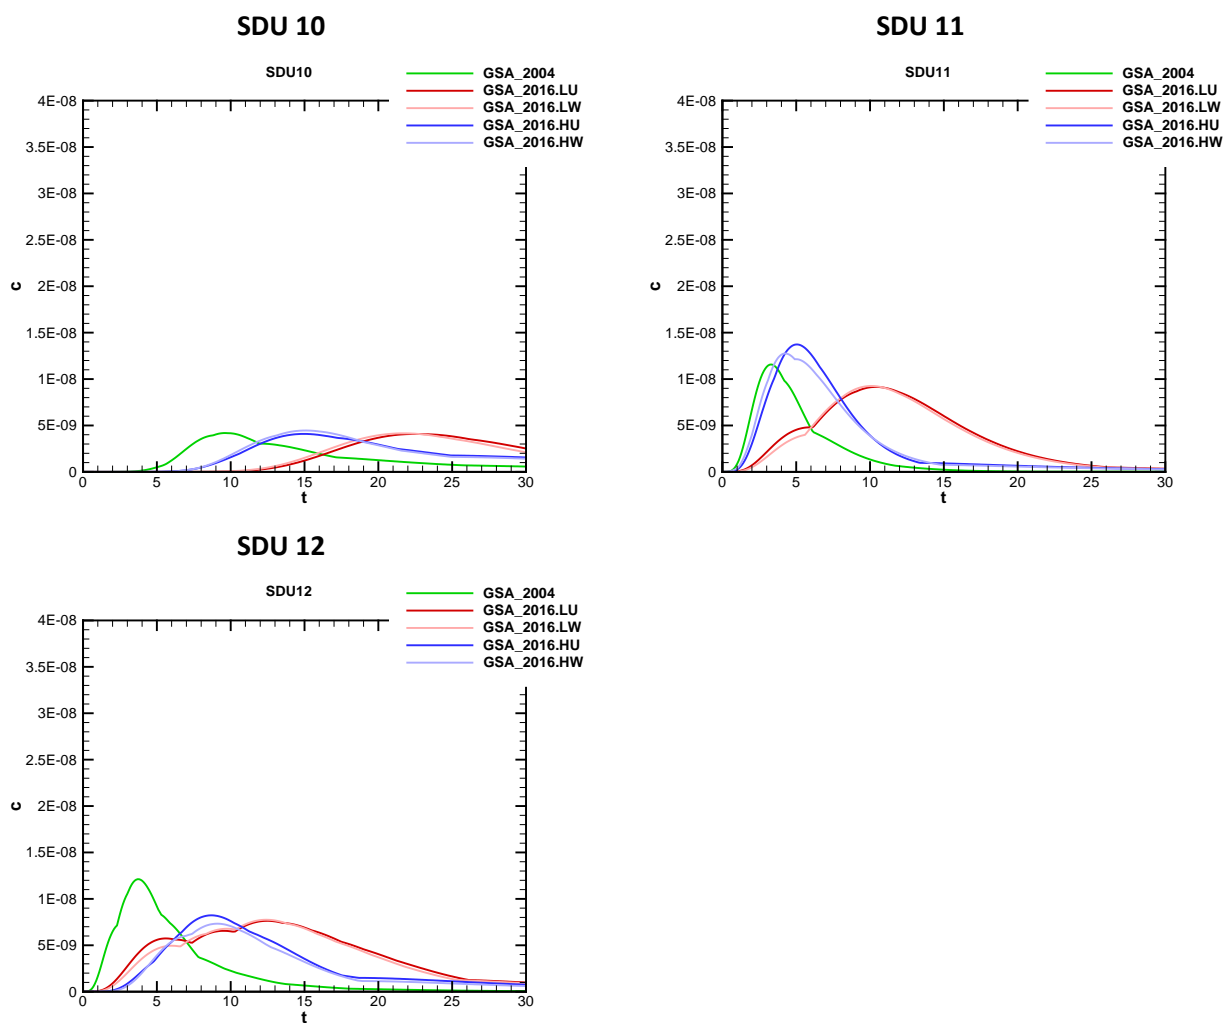 SDU 10
SDU10
GSA_2004
GSA_2016.LU
GSA_2016.LW
GSA_2016.HU
GSA_2016.HW
4E-08
3.5E-08
3E-08
2.5E-08
2E-08
1.5E-08
1E-08
5E-09
0
c
0 5 10 15 20 25 30
t
SDU 11
SDU11
GSA_2004
GSA_2016.LU
GSA_2016.LW
GSA_2016.HU
GSA_2016.HW
4E-08
3.5E-08
3E-08
2.5E-08
2E-08
1.5E-08
1E-08
5E-09
0
c
0 5 10 15 20 25 30
t
SDU 12
SDU12
GSA_2004
GSA_2016.LU
GSA_2016.LW
GSA_2016.HU
GSA_2016.HW
4E-08
3.5E-08
3E-08
2.5E-08
2E-08
1.5E-08
1E-08
5E-09
0
c
0 5 10 15 20 25 30
t